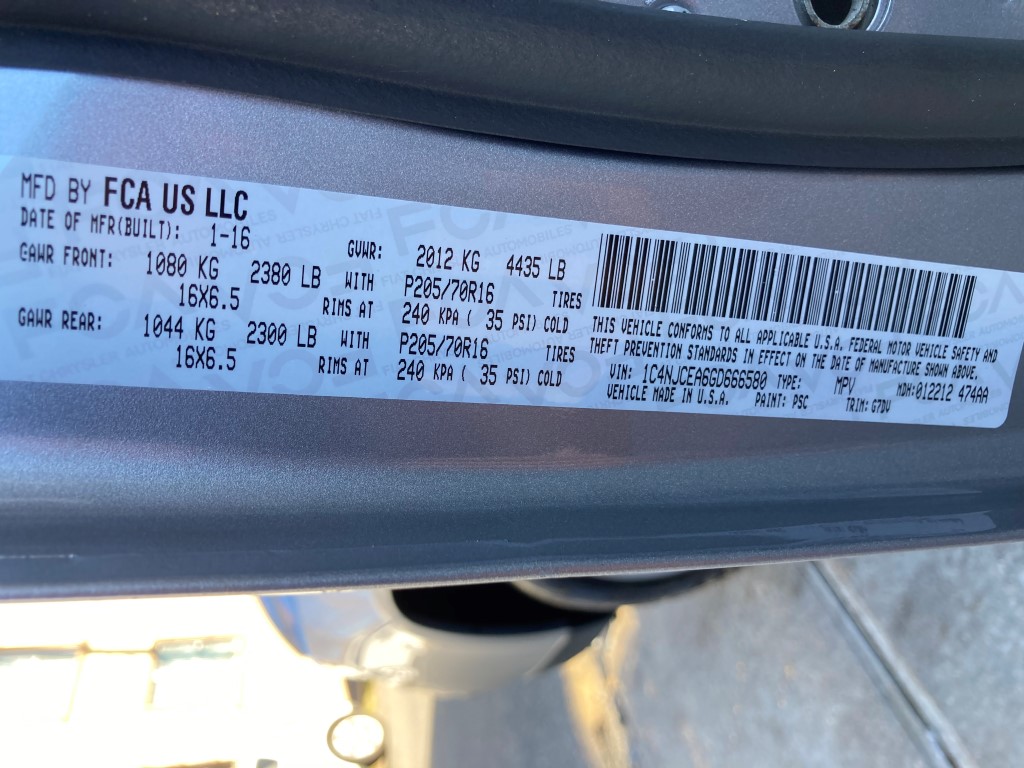 MFD BY FCA US LLC
DATE OF MFR(BUILT): 1-16 GVWR: 2012 KG 4435 LB
GAWR FRONT: 1080 KG 2380 LB WITH P205/70R16 TIRES
16X6.5 RIMS AT 240 KPA ( 35 PSI) COLD
GAWR REAR: 1044 KG 2300 LB WITH P205/70R16 TIRES
16X6.5 RIMS AT 240 KPA ( 35 PSI) COLD
THIS VEHICLE CONFORMS TO ALL APPLICABLE U.S.A. FEDERAL MOTOR VEHICLE SAFETY AND
THEFT PREVENTION STANDARDS IN EFFECT ON THE DATE OF MANUFACTURE SHOWN ABOVE.
VIN: 1C4NJCEA6GD666580 TYPE: MPV MDH:012212 474AA
VEHICLE MADE IN U.S.A. PAINT: PSC TRIM: G7DV